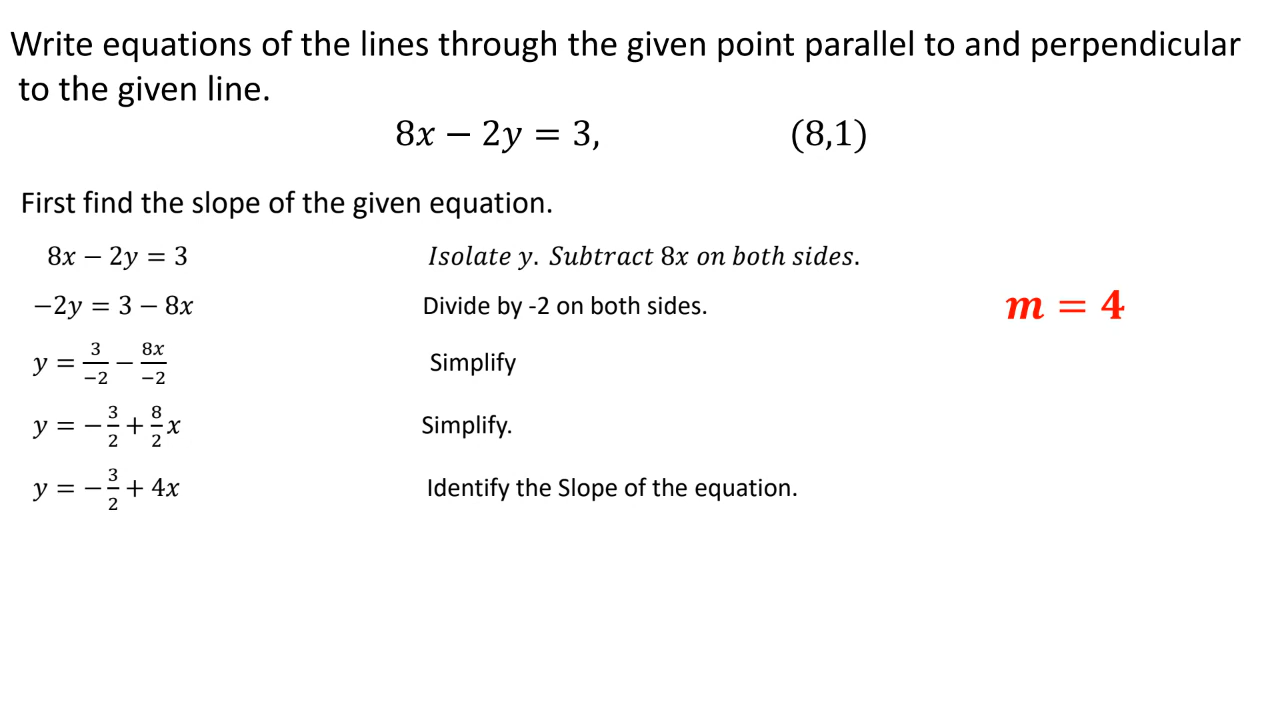 Write equations of the lines through the given point parallel to and perpendicular
to the given line.
8x − 2y = 3, (8,1)
First find the slope of the given equation.
8x − 2y = 3 Isolate y. Subtract 8x on both sides.
−2y = 3 − 8x Divide by -2 on both sides. m = 4
y = 3/−2 − 8x/−2 Simplify
y = −3/2 + 8/2 x Simplify.
y = −3/2 + 4x Identify the Slope of the equation.